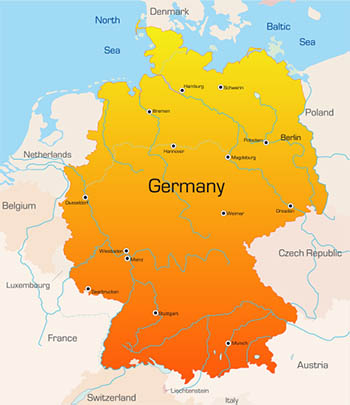 Denmark
North
Sea
Baltic
Sea
Hamburg
Schwerin
Bremen
Poland
Potsdam
Berlin
Hannover
Magdeburg
Netherlands
Germany
Belgium
Dusseldorf
Weimer
Dresden
Wiesbaden
Mainz
Czech Republic
Luxembourg
Saarbrucken
Stuttgart
France
Munich
Austria
Liechtenstein
Switzerland
Italy